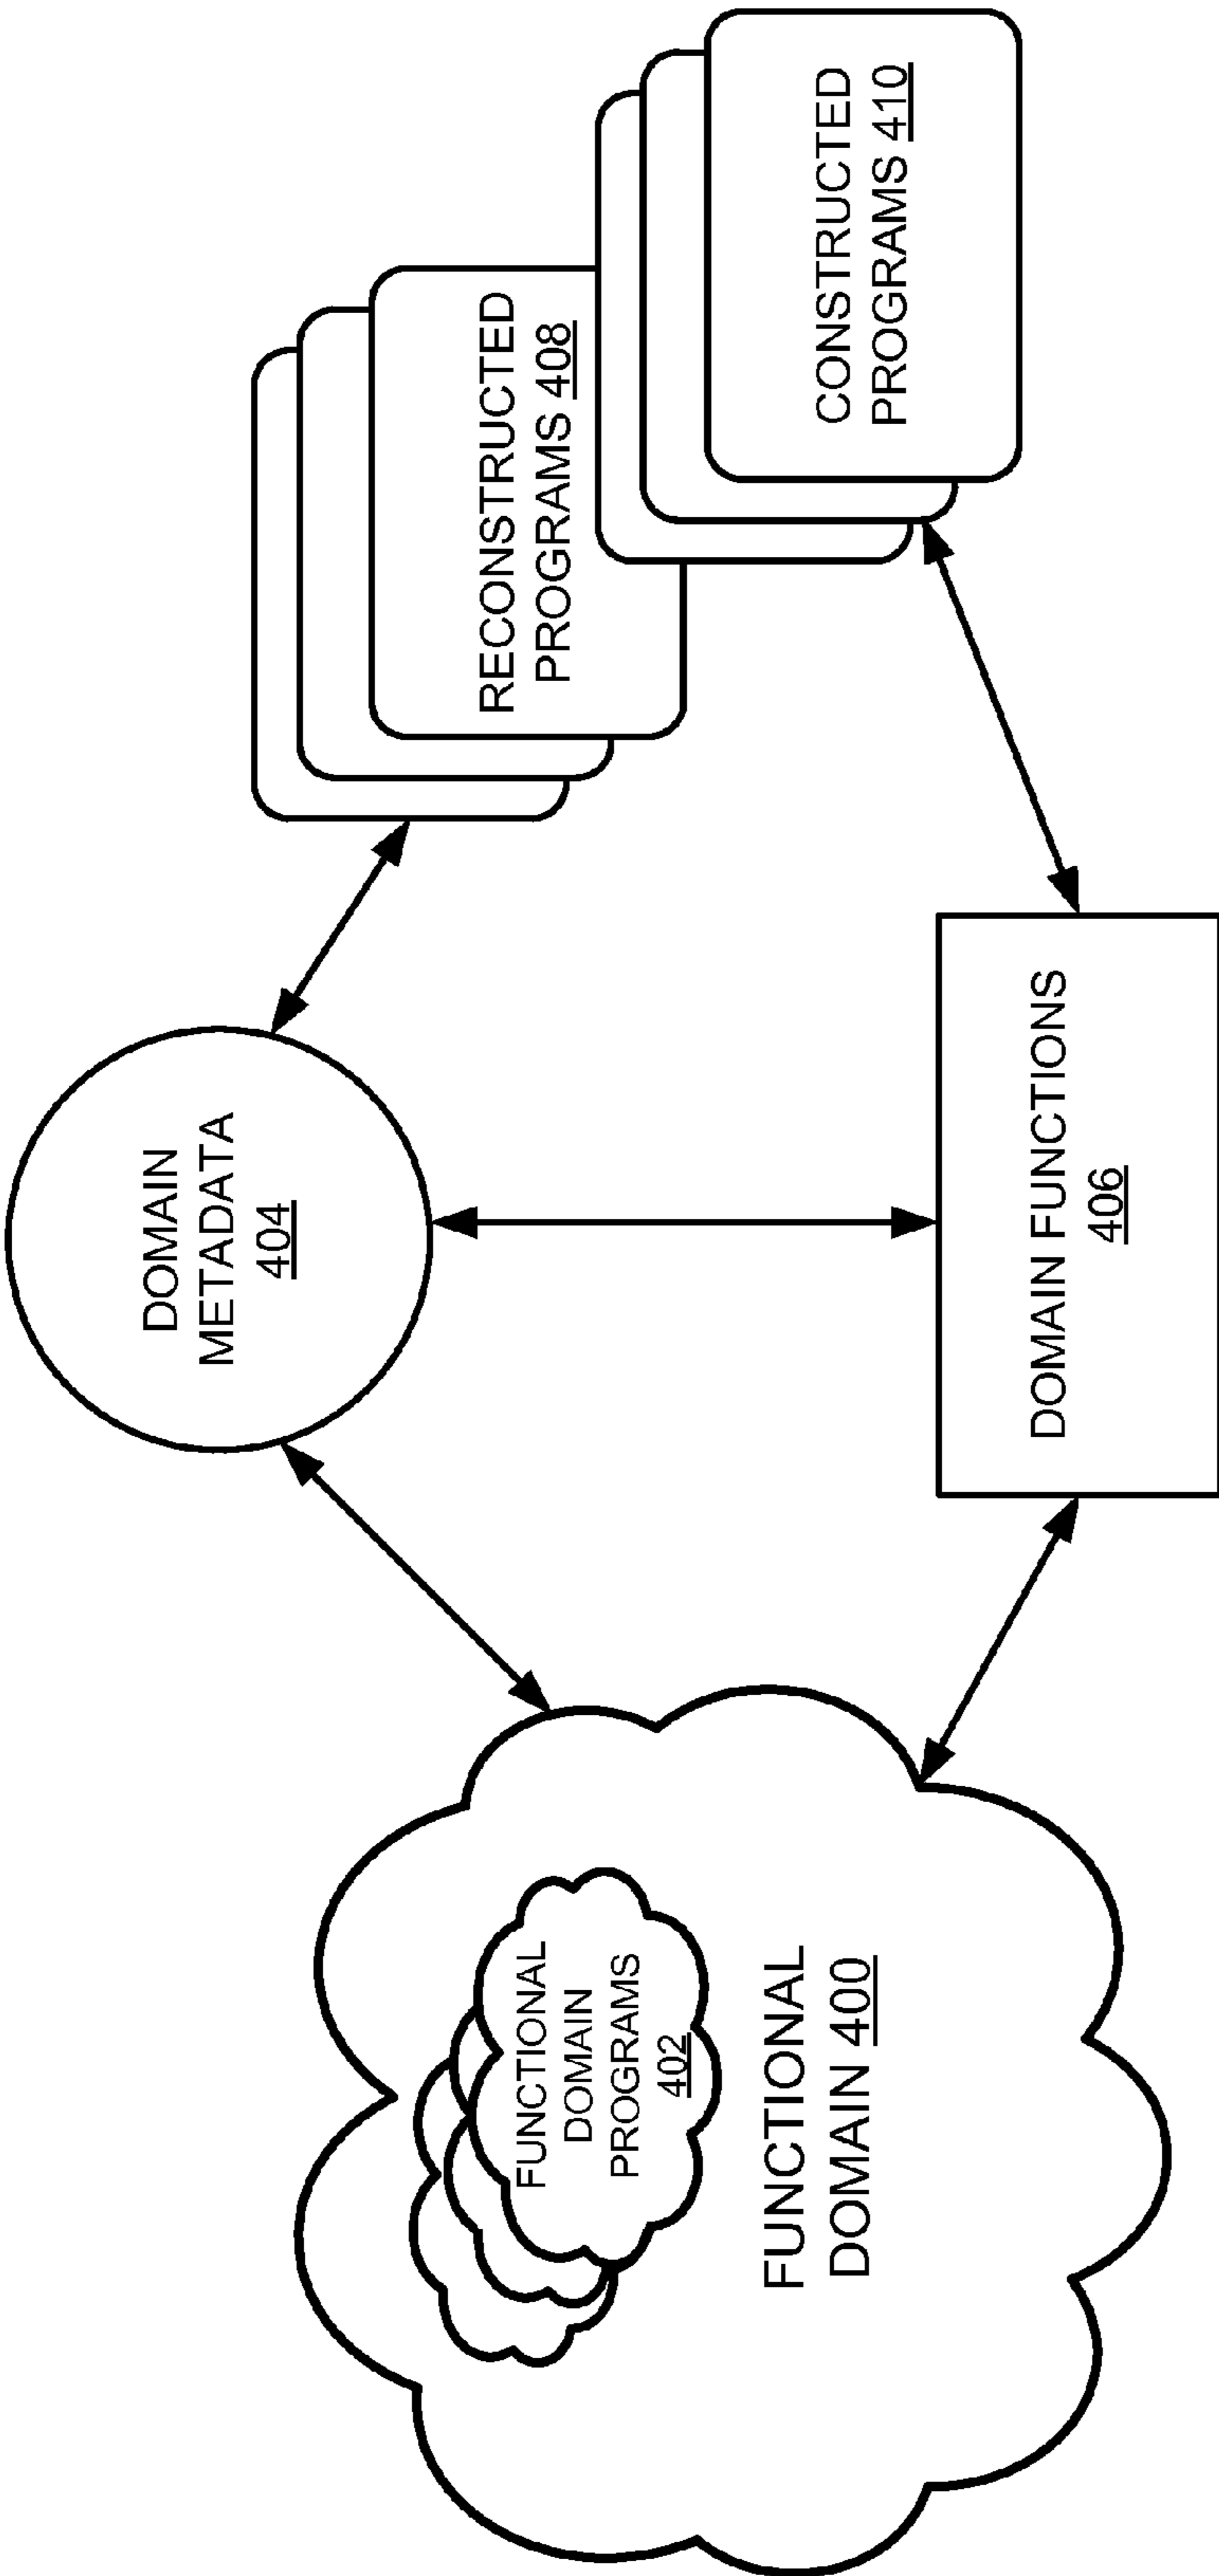 FUNCTIONAL
DOMAIN
PROGRAMS
402
FUNCTIONAL
DOMAIN 400
DOMAIN
METADATA
404
DOMAIN FUNCTIONS
406
RECONSTRUCTED
PROGRAMS 408
CONSTRUCTED
PROGRAMS 410